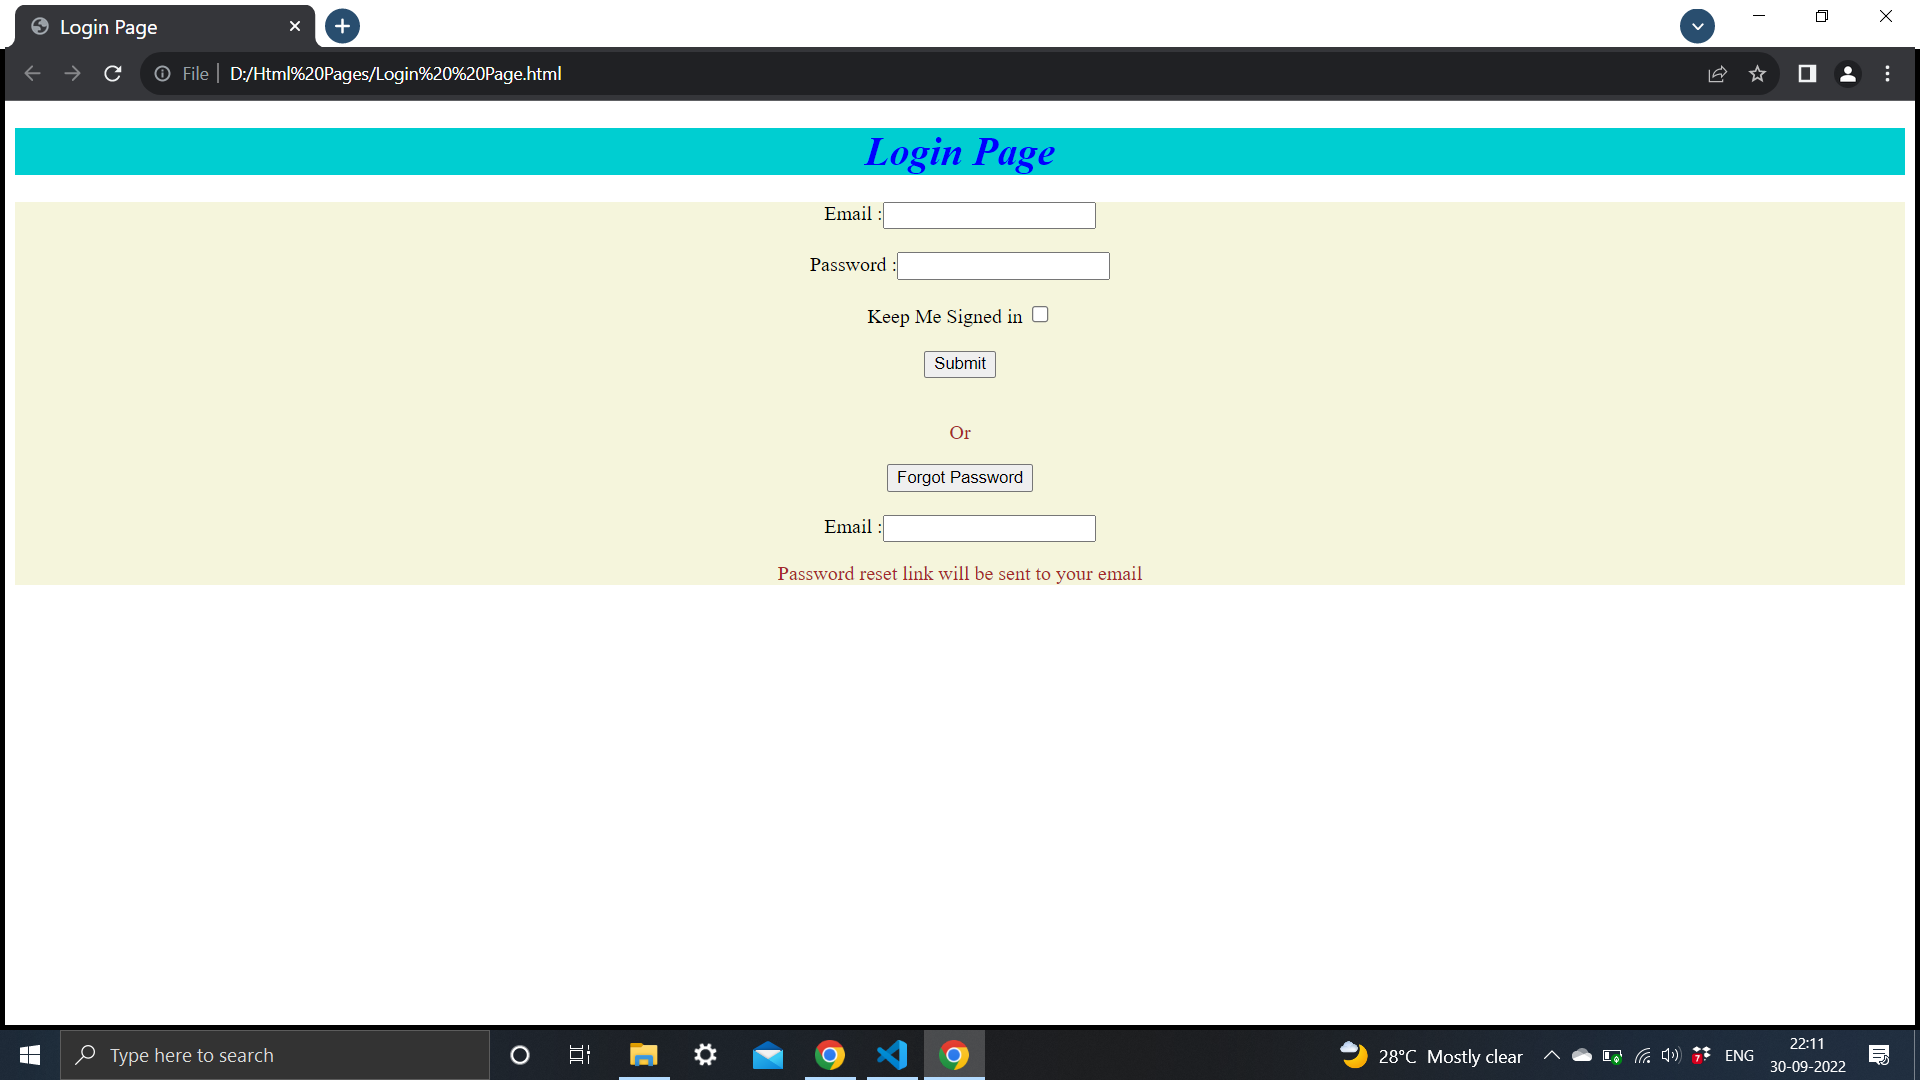 Login Page
File
D:/Html%20Pages/Login%20%20Page.html
Login Page
Email :
Password :
Keep Me Signed in
Submit
Or
Forgot Password
Email :
Password reset link will be sent to your email
Type here to search
28°C Mostly clear
7
ENG
22:11
30-09-2022